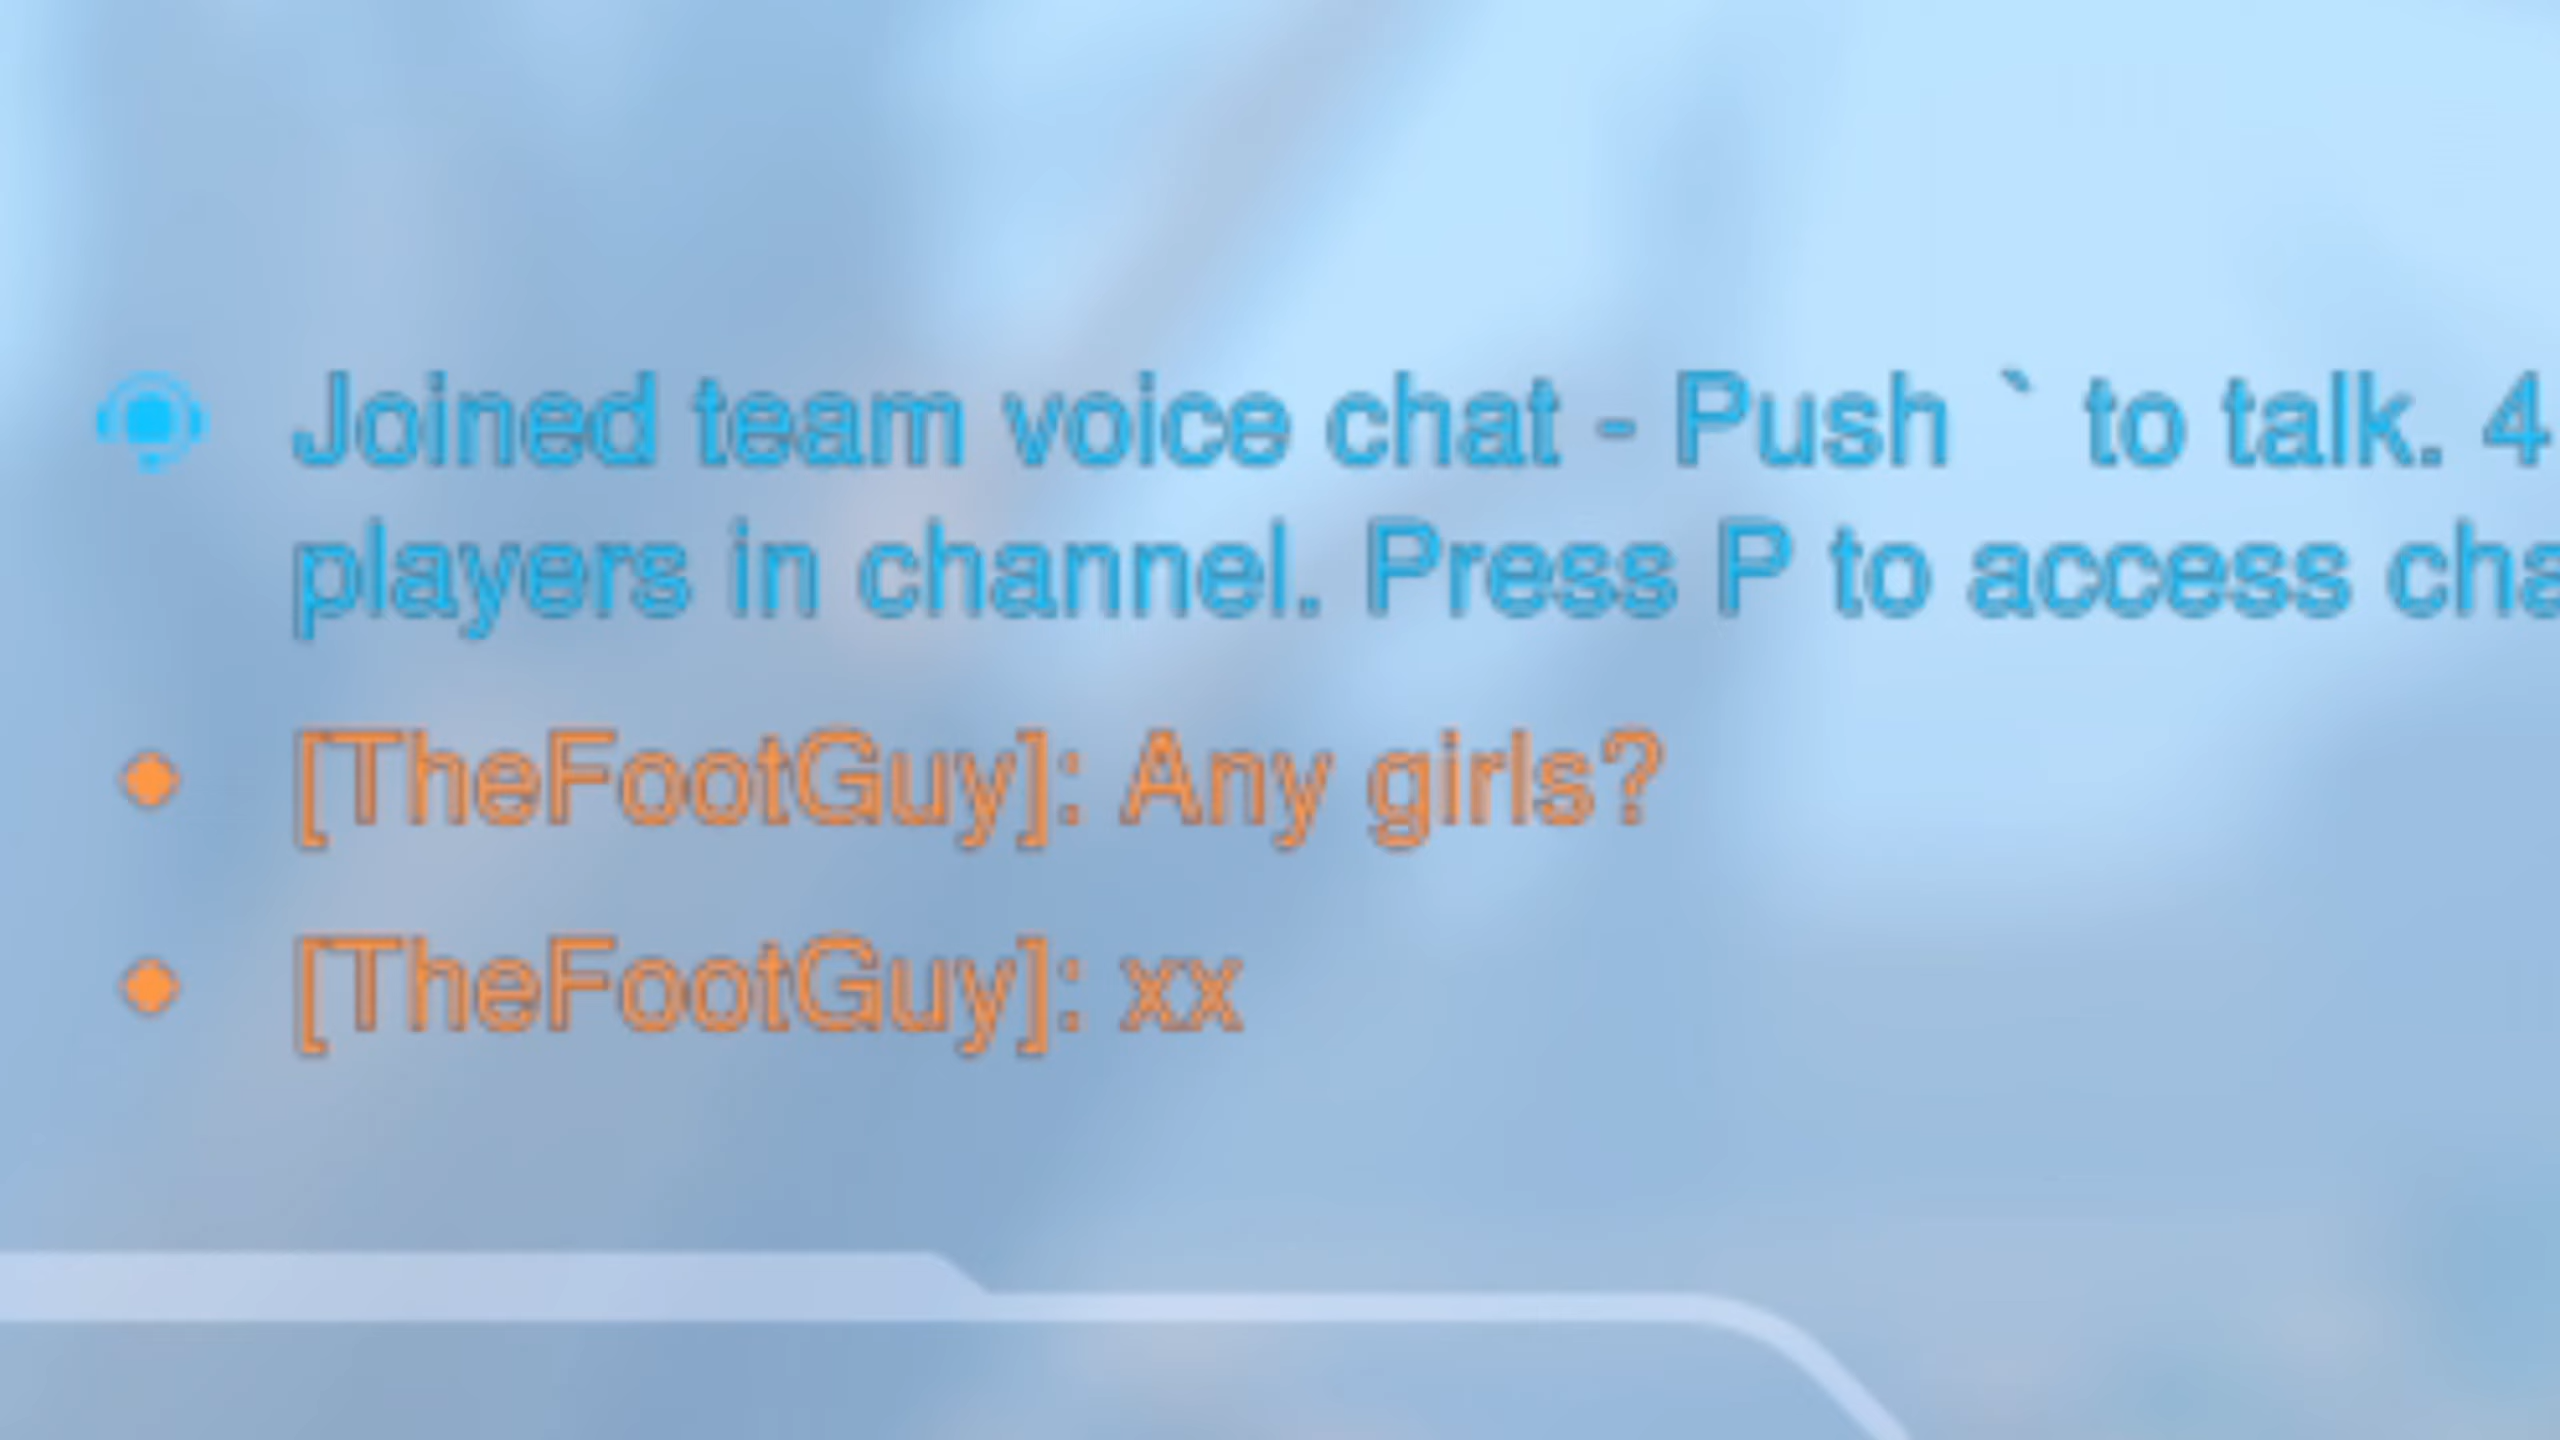 Joined team voice chat - Push ` to talk. 4
players in channel. Press P to access cha
[TheFootGuy]: Any girls?
[TheFootGuy]: xx